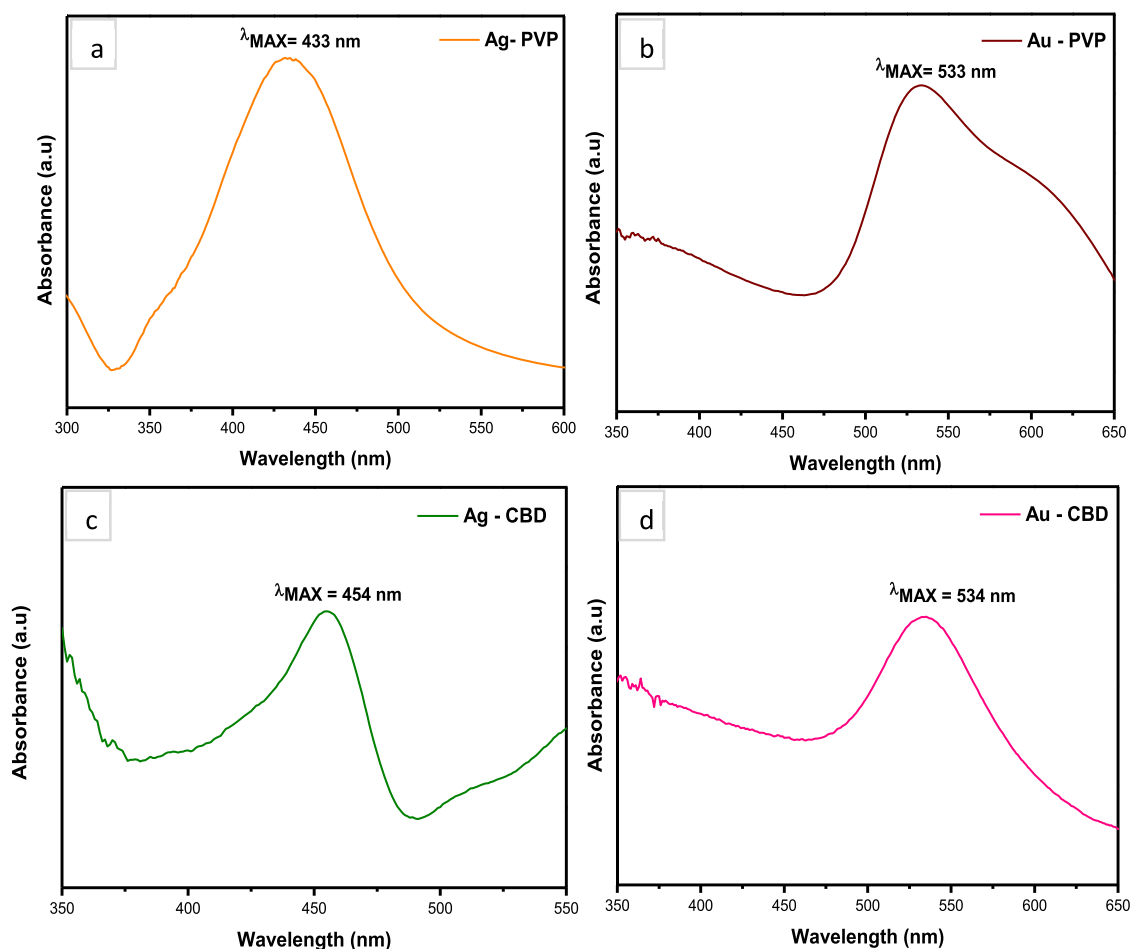 a
λMAX= 433 nm
Ag- PVP
Absorbance (a.u)
300 350 400 450 500 550 600
Wavelength (nm)
b
Au - PVP
λMAX= 533 nm
Absorbance (a.u)
350 400 450 500 550 600 650
Wavelength (nm)
c
Ag - CBD
λMAX = 454 nm
Absorbance (a.u)
350 400 450 500 550
Wavelength (nm)
d
Au - CBD
λMAX = 534 nm
Absorbance (a.u)
350 400 450 500 550 600 650
Wavelength (nm)